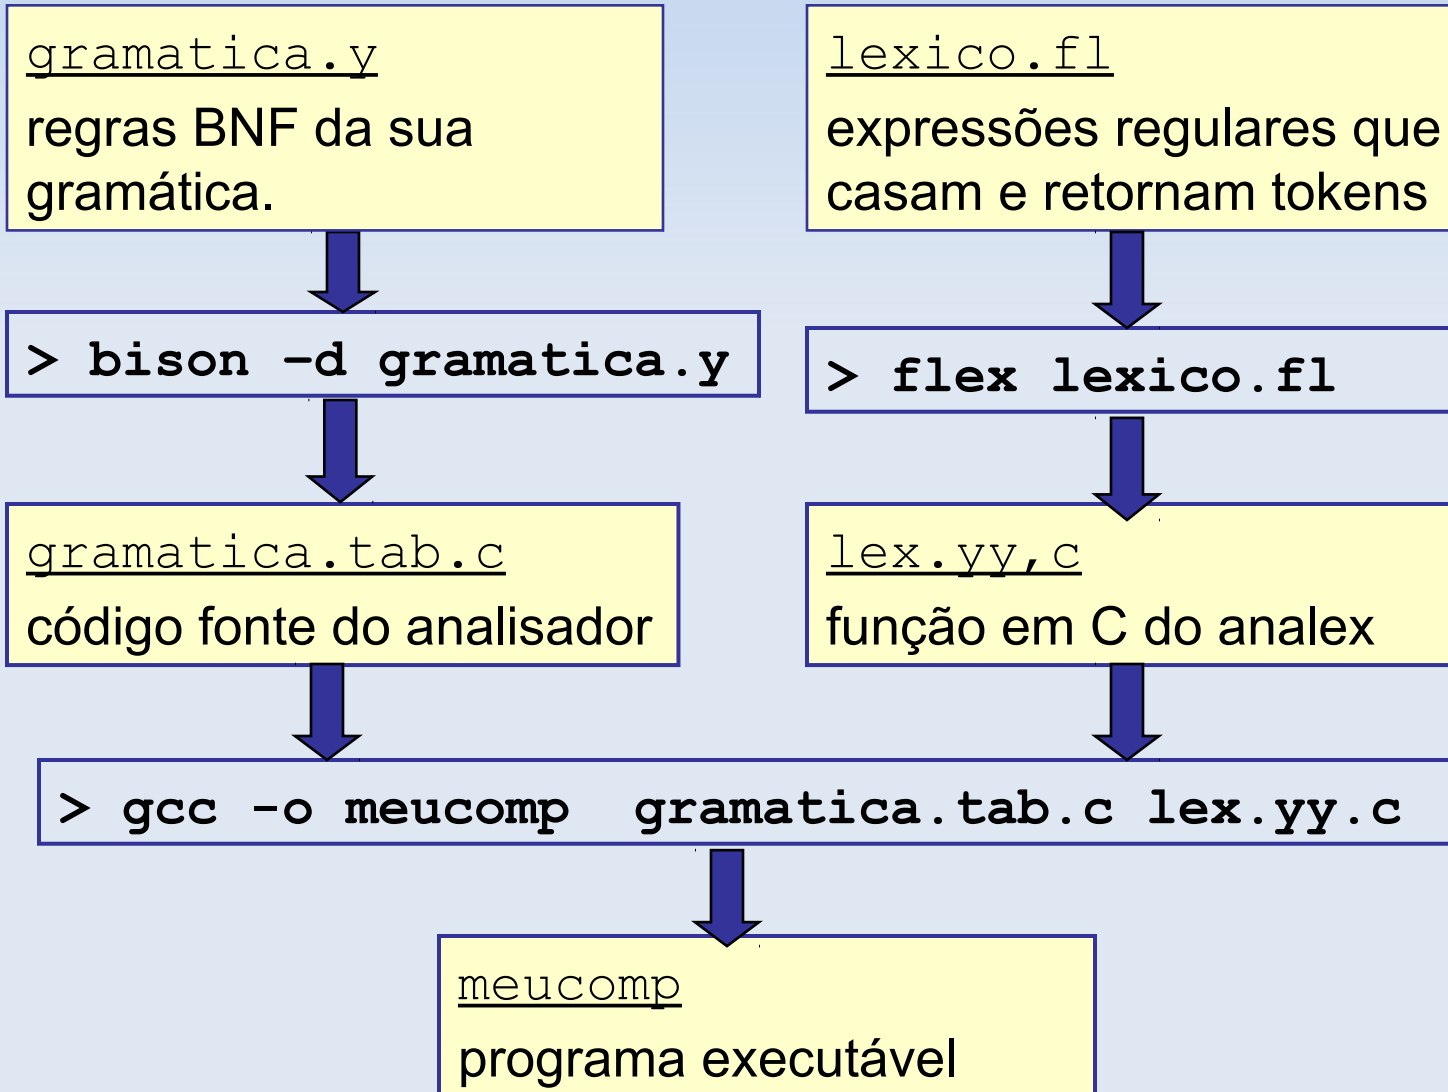 gramatica.y
regras BNF da sua
gramática.
lexico.fl
expressões regulares que
casam e retornam tokens
> bison –d gramatica.y
> flex lexico.fl
gramatica.tab.c
código fonte do analisador
lex.yy,c
função em C do analex
> gcc -o meucomp  gramatica.tab.c lex.yy.c
meucomp
programa executável